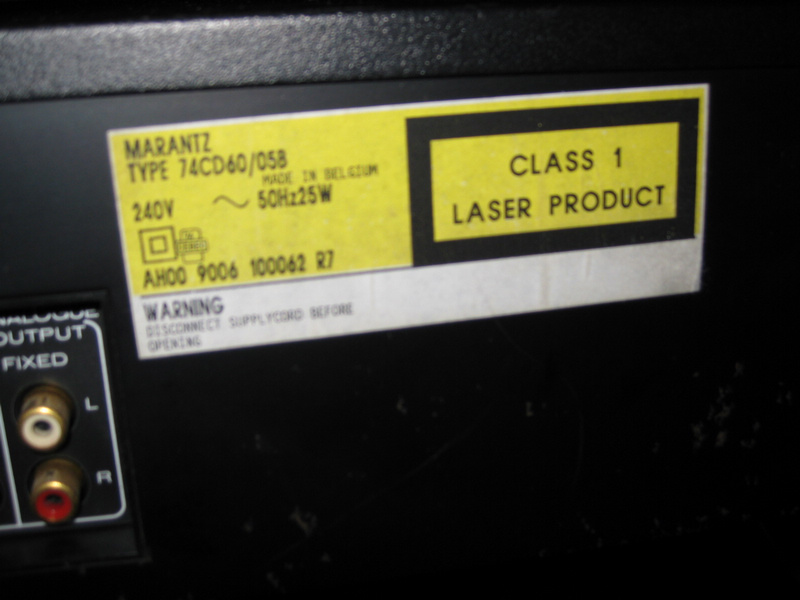 MARANTZ
TYPE 74CD60/05B
MADE IN BELGIUM
240V ~ 50Hz25W
AH00 9006 100062 R7
CLASS 1
LASER PRODUCT
WARNING
DISCONNECT SUPPLYCORD BEFORE
OPENING
ANALOGUE
OUTPUT
FIXED
L
R